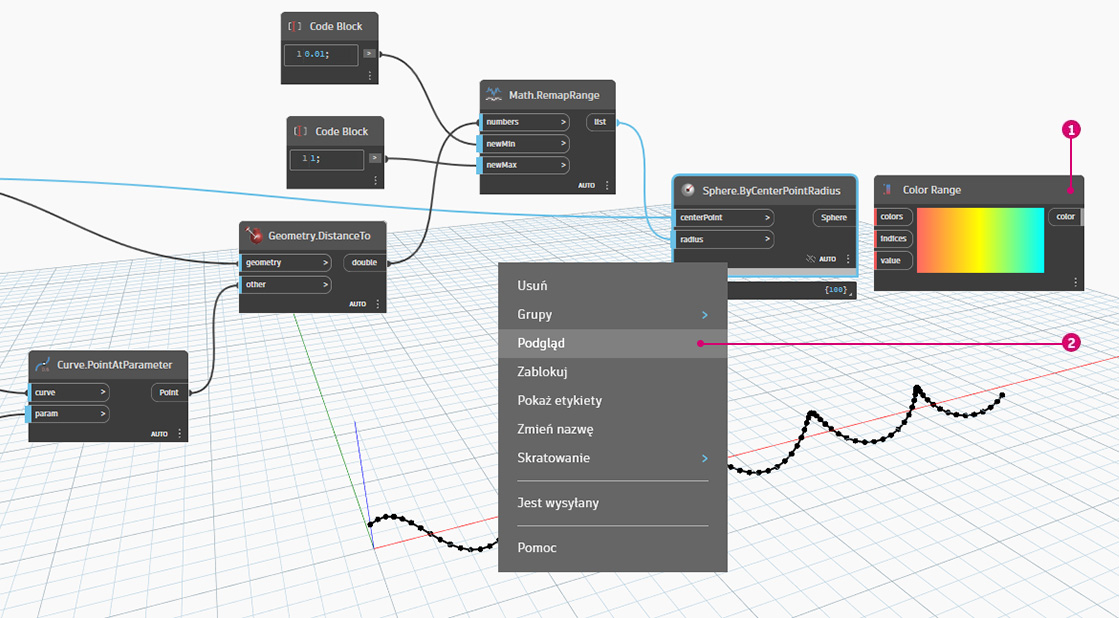 Code Block
1 0.01;
>
Code Block
1 1;
>
Math.RemapRange
numbers >
list
newMin >
newMax >
AUTO
1
Sphere.ByCenterPointRadius
centerPoint >
Sphere
radius >
AUTO
{100}
Color Range
colors
color
indices
value
Geometry.DistanceTo
geometry >
double
other >
AUTO
Usuń
Grupy >
Podgląd
2
Zablokuj
Pokaż etykiety
Zmień nazwę
Skratowanie >
Jest wysyłany
Pomoc
Curve.PointAtParameter
curve >
Point
param >
AUTO